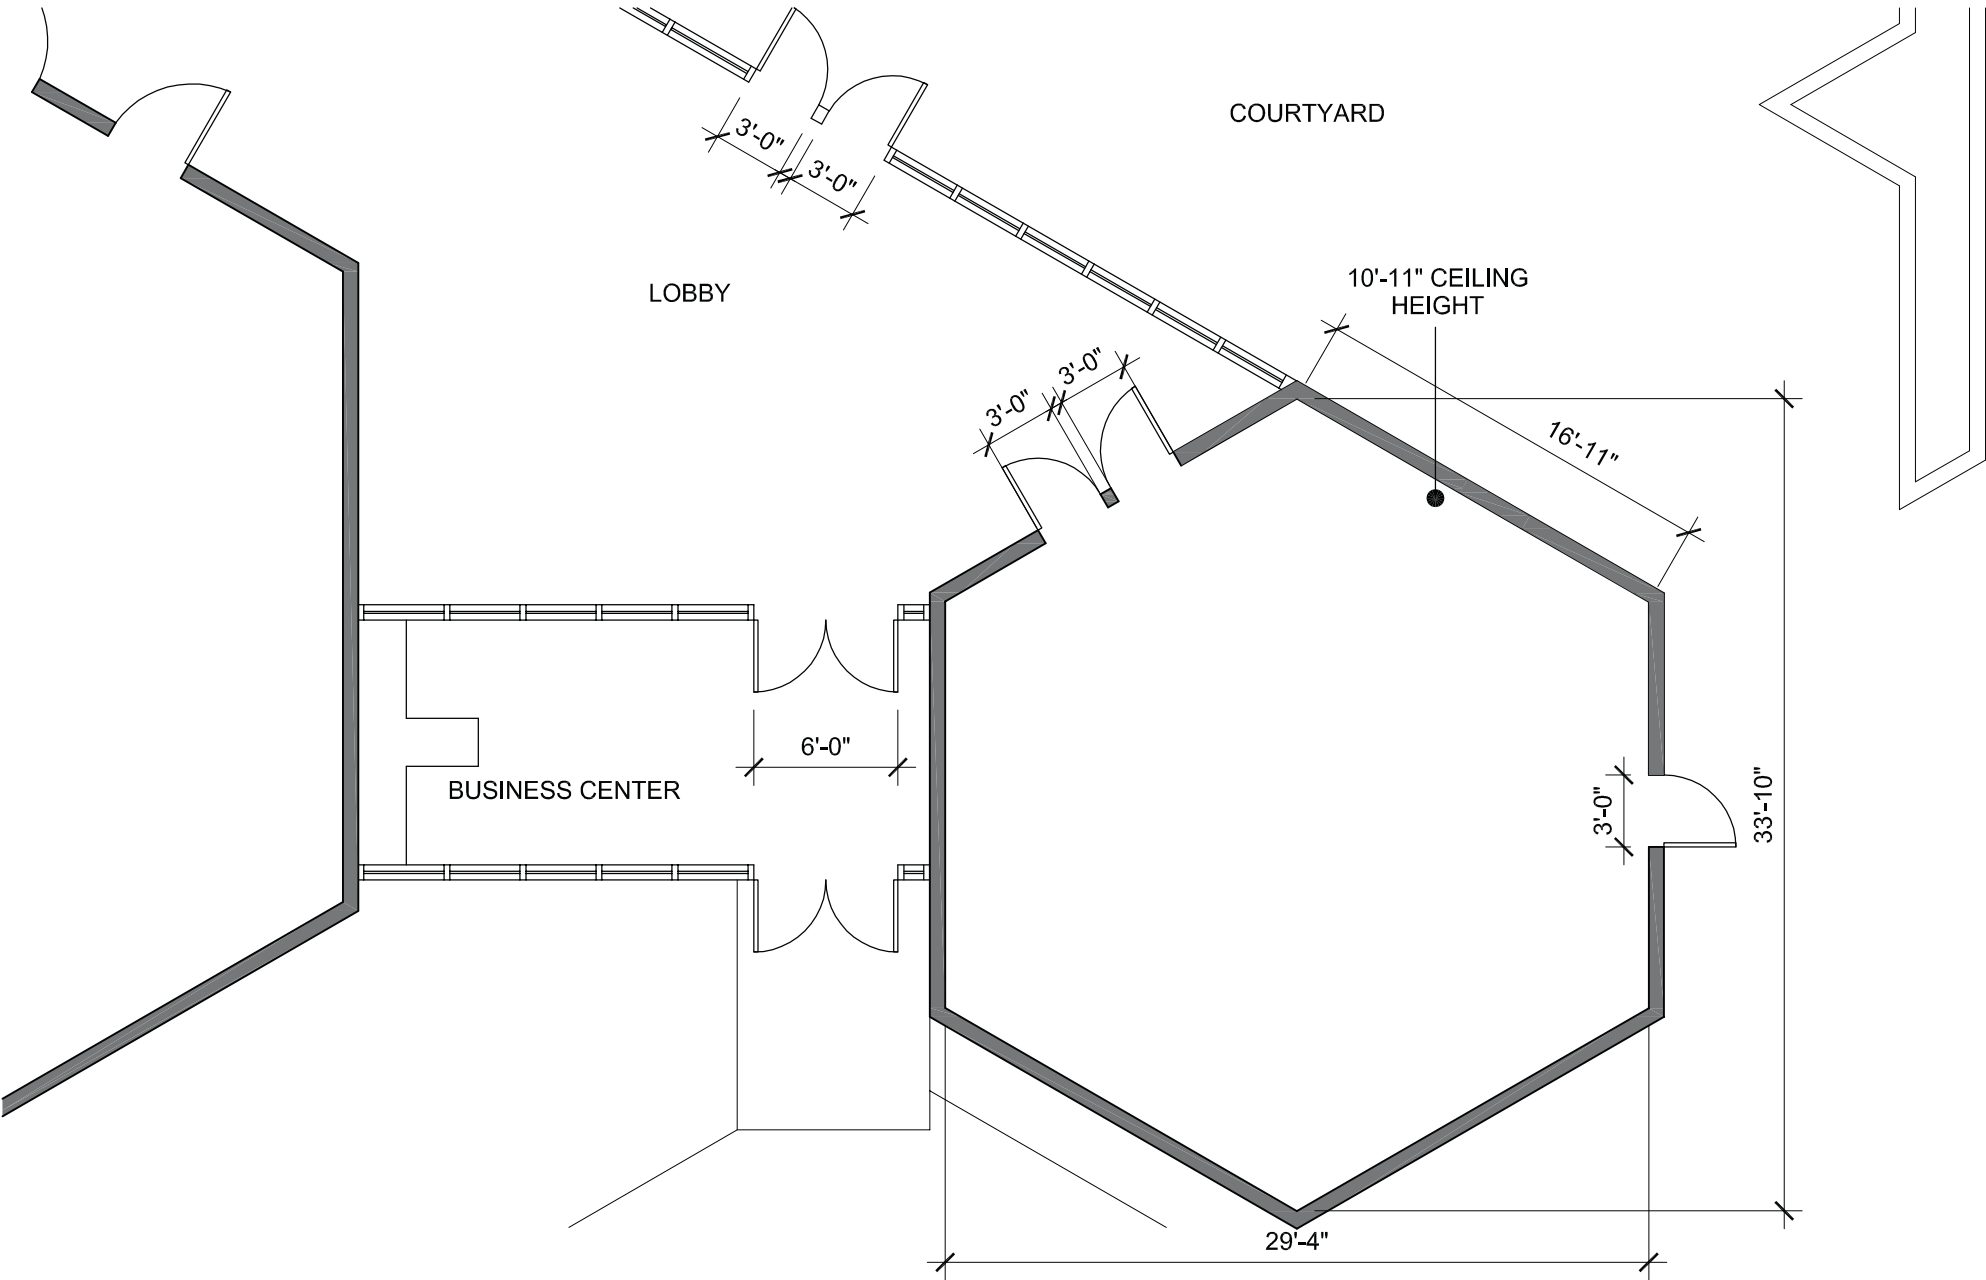 COURTYARD
3'-0"
3'-0"
10'-11" CEILING
HEIGHT
LOBBY
3'-0"
3'-0"
16'-11"
6'-0"
BUSINESS CENTER
3'-0"
33'-10"
29'-4"